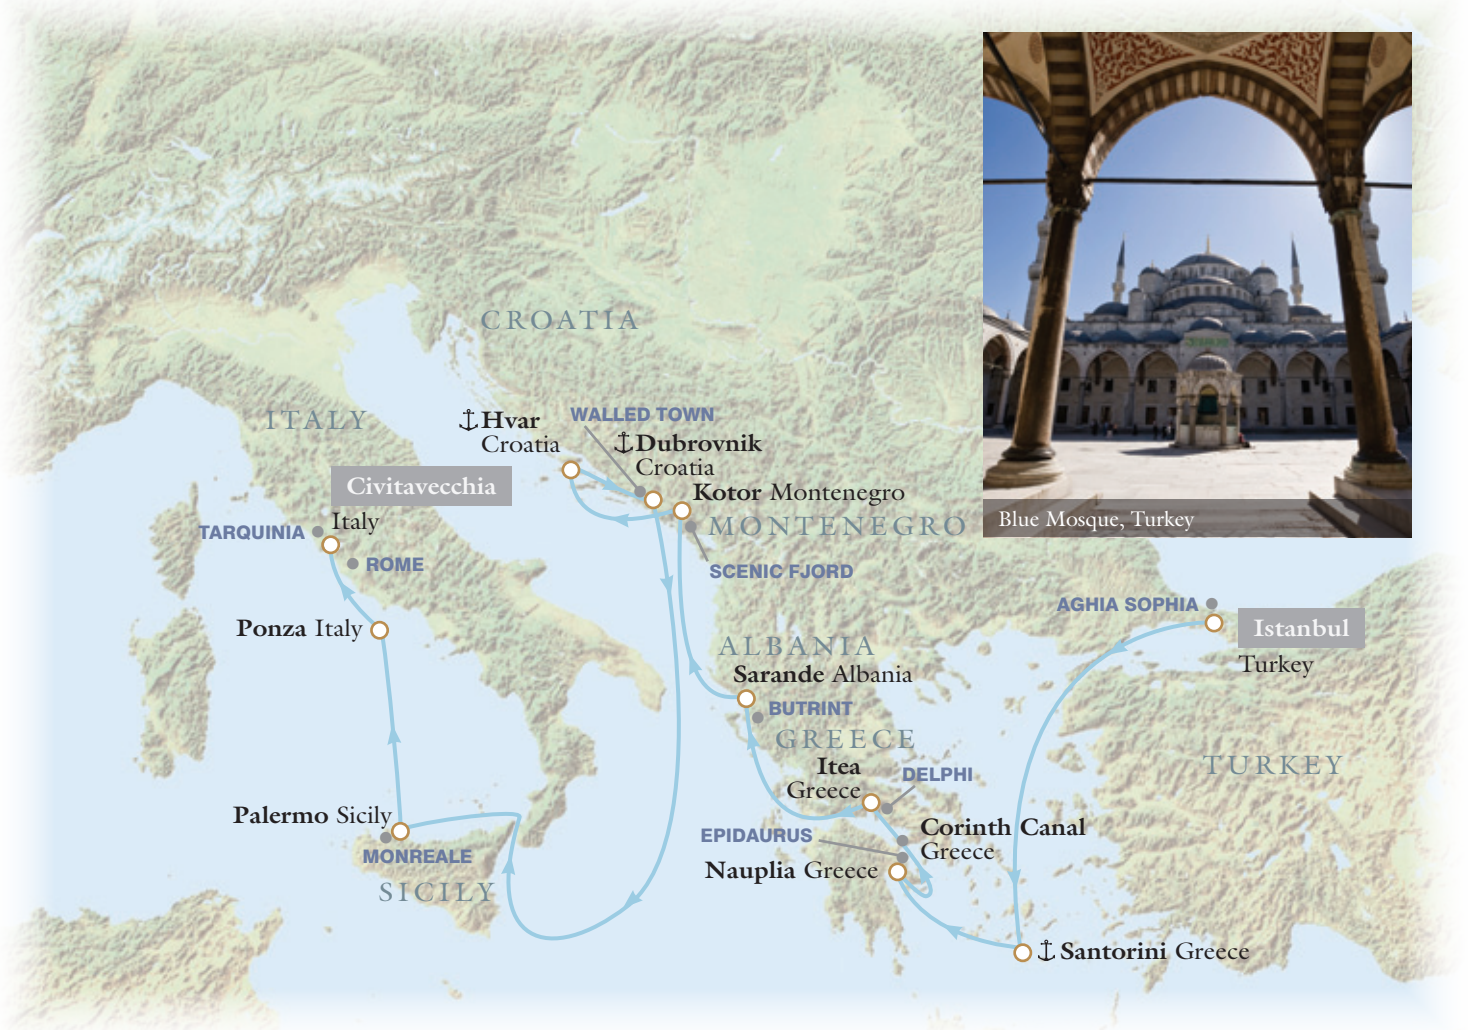 Blue Mosque, Turkey
CROATIA
ITALY
Hvar
Croatia
WALLED TOWN
Dubrovnik
Croatia
Civitavecchia
Italy
Kotor Montenegro
MONTENEGRO
TARQUINIA
ROME
SCENIC FJORD
AGHIA SOPHIA
Istanbul
Turkey
Ponza Italy
ALBANIA
Sarande Albania
BUTRINT
GREECE
TURKEY
Itea
Greece
DELPHI
Palermo Sicily
MONREALE
SICILY
EPIDAURUS
Corinth Canal
Greece
Nauplia Greece
Santorini Greece